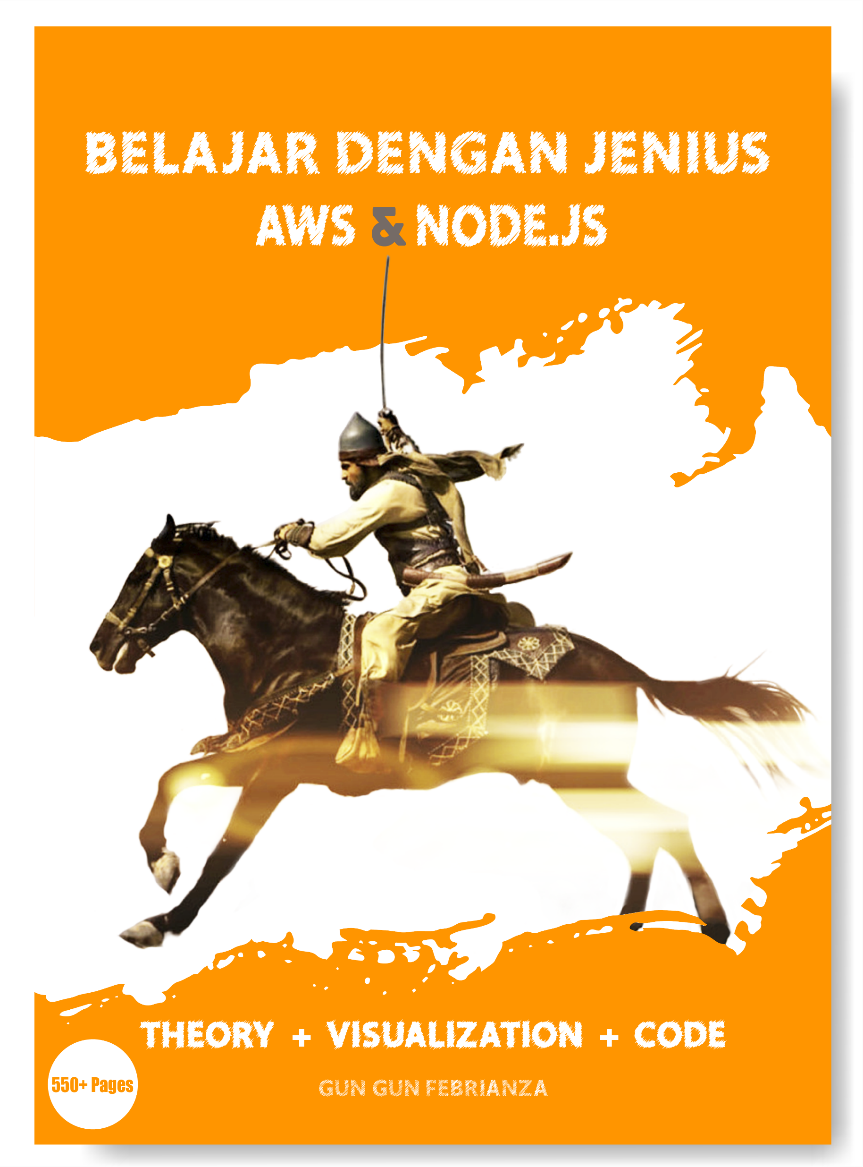 BELAJAR DENGAN JENIUS
AWS & NODE.JS
THEORY + VISUALIZATION + CODE
550+ Pages
GUN GUN FEBRIANZA